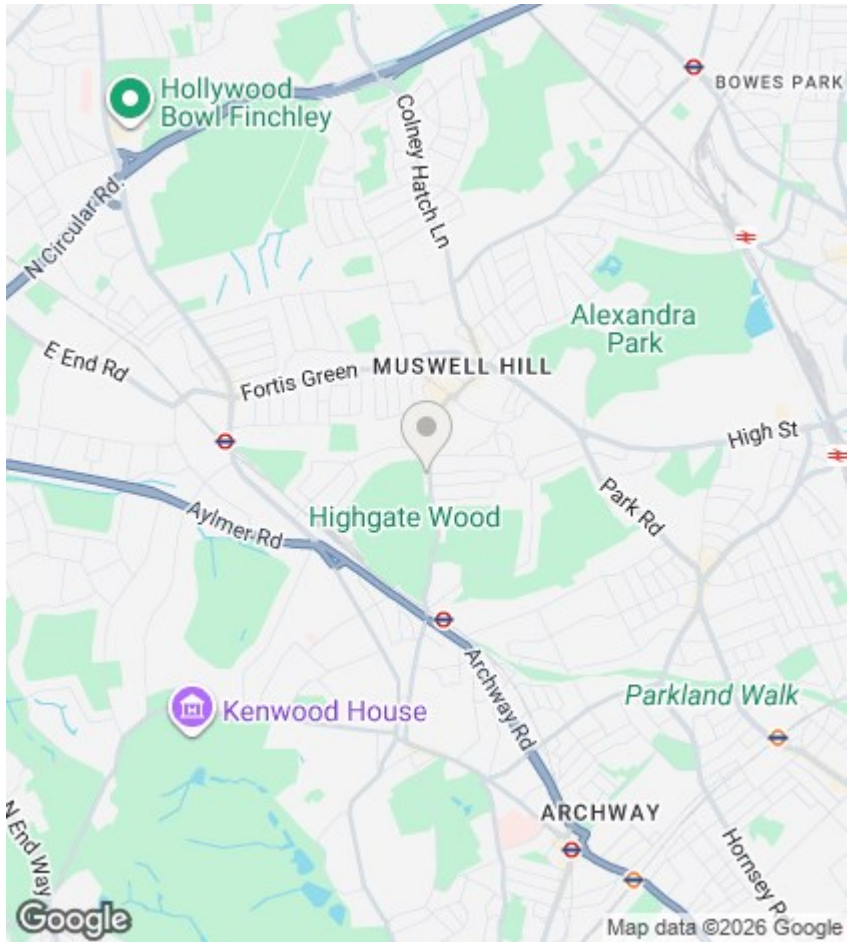 BOWES PARK
Hollywood
Bowl Finchley
Colney Hatch Ln
N Circular Rd
Alexandra
Park
E End Rd
Fortis Green
MUSWELL HILL
High St
Park Rd
Aylmer Rd
Highgate Wood
Archway Rd
Parkland Walk
Kenwood House
ARCHWAY
N End Way
Hornsey R
Google
Map data ©2026 Google